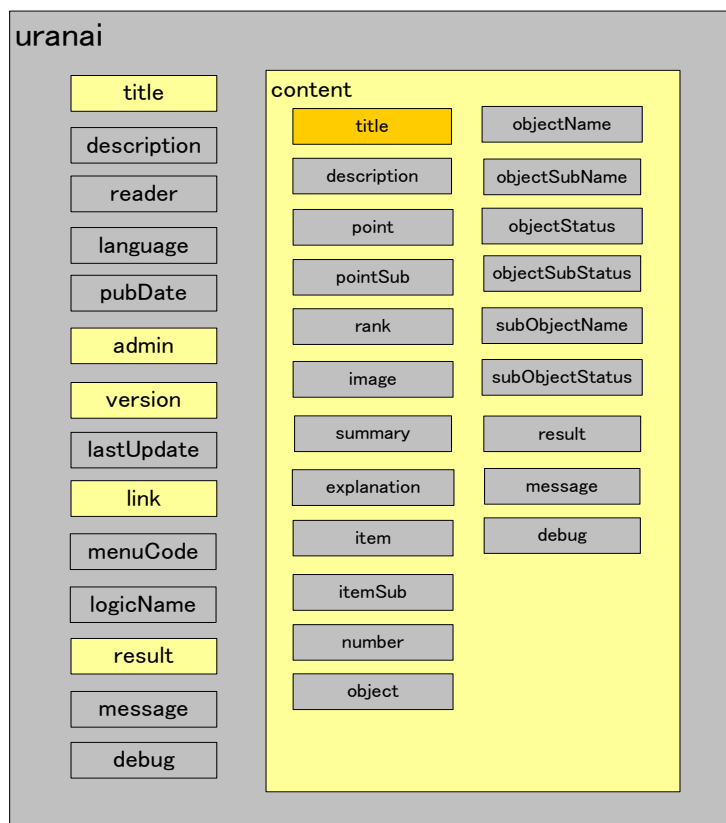 uranai
title
description
reader
language
pubDate
admin
version
lastUpdate
link
menuCode
logicName
result
message
debug
content
title
description
point
pointSub
rank
image
summary
explanation
item
itemSub
number
object
objectName
objectSubName
objectStatus
objectSubStatus
subObjectName
subObjectStatus
result
message
debug